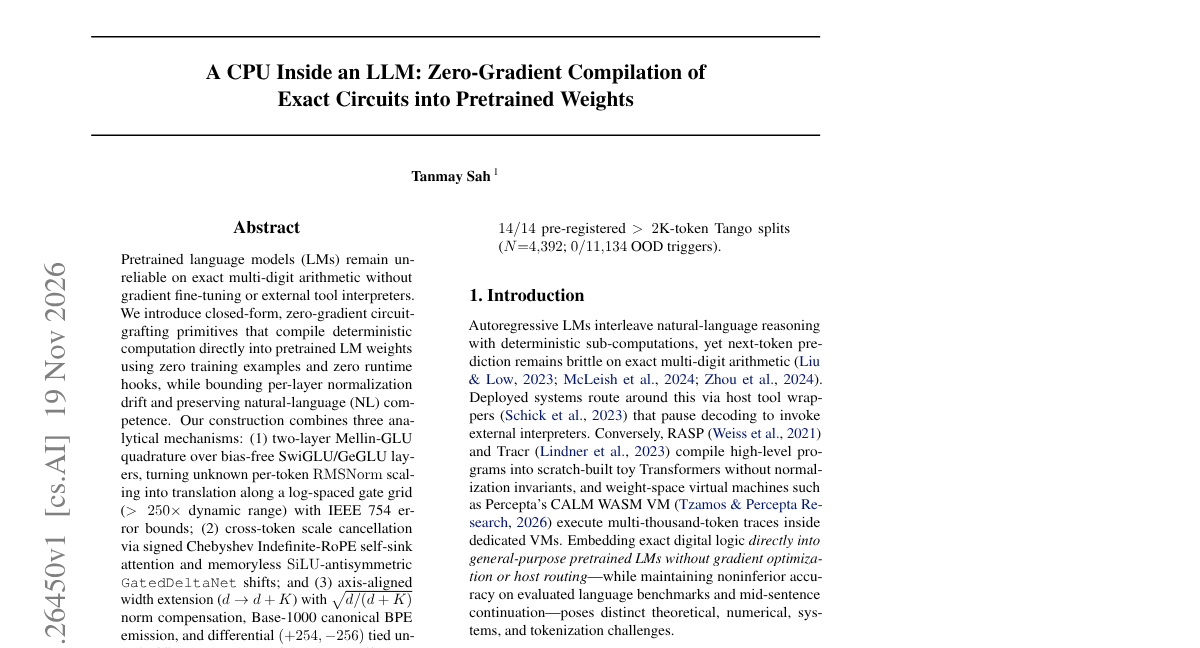 A CPU Inside an LLM: Zero-Gradient Compilation of
Exact Circuits into Pretrained Weights
Tanmay Sah 1
.26450v1 [cs.AI] 19 Nov 2026
Abstract
Pretrained language models (LMs) remain un-
reliable on exact multi-digit arithmetic without
gradient fine-tuning or external tool interpreters.
We introduce closed-form, zero-gradient circuit-
grafting primitives that compile deterministic
computation directly into pretrained LM weights
using zero training examples and zero runtime
hooks, while bounding per-layer normalization
drift and preserving natural-language (NL) com-
petence. Our construction combines three ana-
lytical mechanisms: (1) two-layer Mellin-GLU
quadrature over bias-free SwiGLU/GeGLU lay-
ers, turning unknown per-token RMSNorm scal-
ing into translation along a log-spaced gate grid
(> 250× dynamic range) with IEEE 754 er-
ror bounds; (2) cross-token scale cancellation
via signed Chebyshev Indefinite-RoPE self-sink
attention and memoryless SiLU-antisymmetric
GatedDeltaNet shifts; and (3) axis-aligned
width extension (d → d + K) with √d/(d + K)
norm compensation, Base-1000 canonical BPE
emission, and differential (+254, −256) tied un-
14/14 pre-registered > 2K-token Tango splits
(N=4,392; 0/11,134 OOD triggers).
1. Introduction
Autoregressive LMs interleave natural-language reasoning
with deterministic sub-computations, yet next-token pre-
diction remains brittle on exact multi-digit arithmetic (Liu
& Low, 2023; McLeish et al., 2024; Zhou et al., 2024).
Deployed systems route around this via host tool wrap-
pers (Schick et al., 2023) that pause decoding to invoke
external interpreters. Conversely, RASP (Weiss et al., 2021)
and Tracr (Lindner et al., 2023) compile high-level pro-
grams into scratch-built toy Transformers without normal-
ization invariants, and weight-space virtual machines such
as Percepta's CALM WASM VM (Tzamos & Percepta Re-
search, 2026) execute multi-thousand-token traces inside
dedicated VMs. Embedding exact digital logic directly into
general-purpose pretrained LMs without gradient optimiza-
tion or host routing—while maintaining noninferior accu-
racy on evaluated language benchmarks and mid-sentence
continuation—poses distinct theoretical, numerical, sys-
tems, and tokenization challenges.